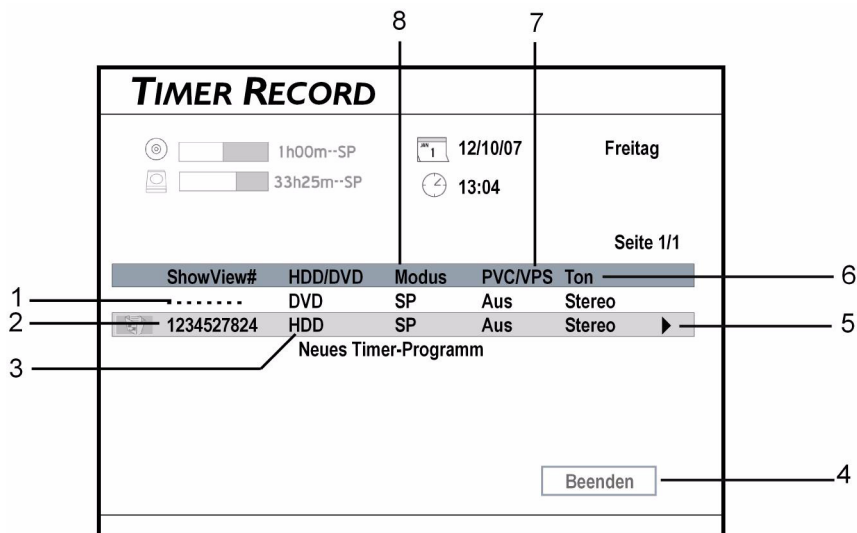 8 7
TIMER RECORD
1h00m--SP 12/10/07 Freitag
33h25m--SP 13:04
Seite 1/1
ShowView# HDD/DVD Modus PVC/VPS Ton 6
1 - - - - - - - DVD SP Aus Stereo
2 1234527824 HDD SP Aus Stereo 5
3 Neues Timer-Programm
Beenden 4